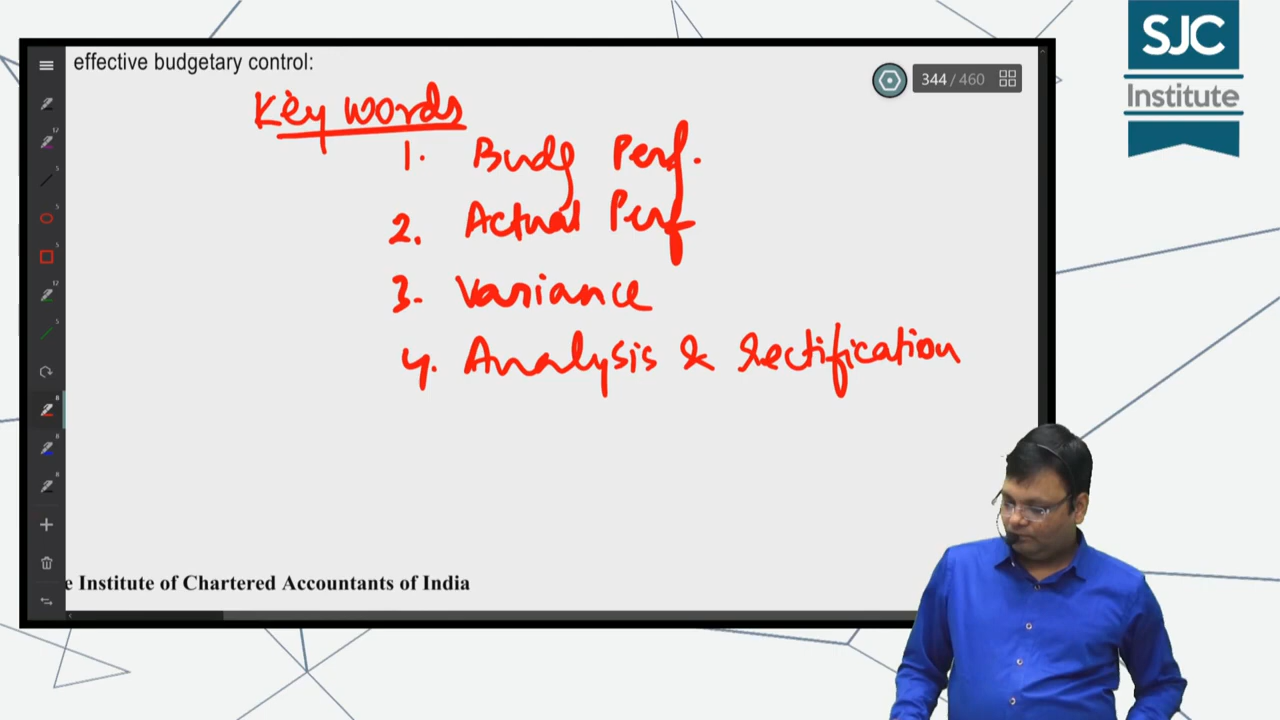 SJC
Institute
effective budgetary control:
344 / 460
Key words
1. Budg Perf.
2. Actual Perf
3. Variance
4. Analysis & Rectification
e Institute of Chartered Accountants of India